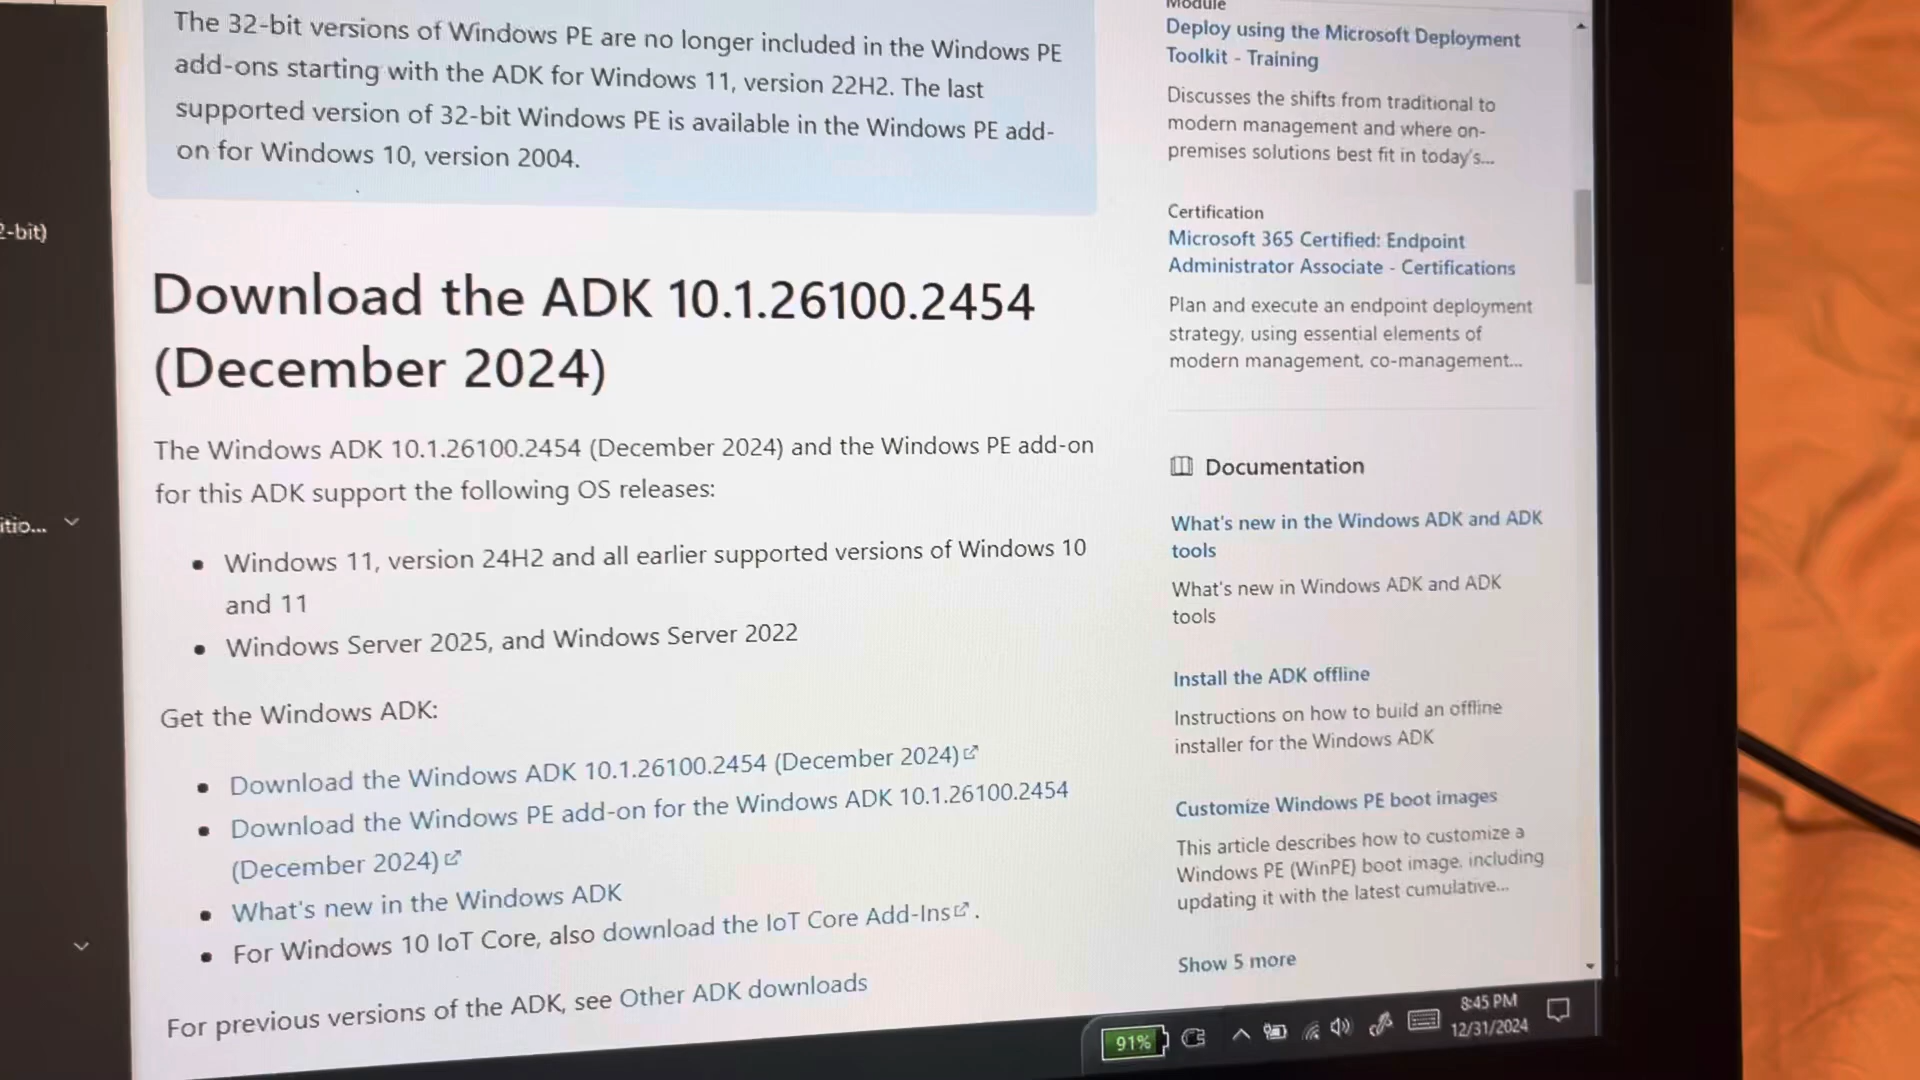 The 32-bit versions of Windows PE are no longer included in the Windows PE
add-ons starting with the ADK for Windows 11, version 22H2. The last
supported version of 32-bit Windows PE is available in the Windows PE add-
on for Windows 10, version 2004.
2-bit)
Download the ADK 10.1.26100.2454
(December 2024)
The Windows ADK 10.1.26100.2454 (December 2024) and the Windows PE add-on
for this ADK support the following OS releases:
itio...
• Windows 11, version 24H2 and all earlier supported versions of Windows 10
and 11
• Windows Server 2025, and Windows Server 2022
Get the Windows ADK:
• Download the Windows ADK 10.1.26100.2454 (December 2024)
• Download the Windows PE add-on for the Windows ADK 10.1.26100.2454
(December 2024)
• What's new in the Windows ADK
• For Windows 10 IoT Core, also download the IoT Core Add-Ins.
For previous versions of the ADK, see Other ADK downloads
Module
Deploy using the Microsoft Deployment
Toolkit - Training
Discusses the shifts from traditional to
modern management and where on-
premises solutions best fit in today's...
Certification
Microsoft 365 Certified: Endpoint
Administrator Associate - Certifications
Plan and execute an endpoint deployment
strategy, using essential elements of
modern management, co-management...
Documentation
What's new in the Windows ADK and ADK
tools
What's new in Windows ADK and ADK
tools
Install the ADK offline
Instructions on how to build an offline
installer for the Windows ADK
Customize Windows PE boot images
This article describes how to customize a
Windows PE (WinPE) boot image, including
updating it with the latest cumulative...
Show 5 more
91%
8:45 PM
12/31/2024